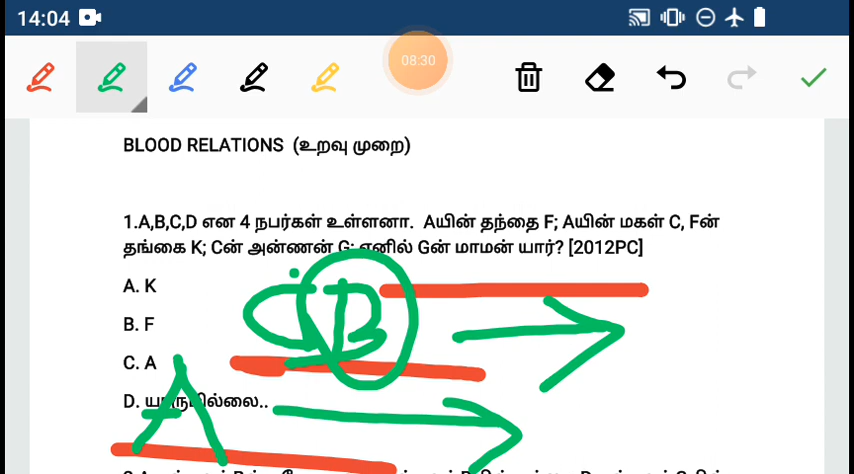 14:04
08:30
BLOOD RELATIONS (உறவு முறை)
1.A,B,C,D என 4 நபர்கள் உள்ளனா. Aயின் தந்தை F; Aயின் மகள் C, Fன்
தங்கை K; Cன் அண்ணன் G; எனில் Gன் மாமன் யார்? [2012PC]
A. K
B. F
B
C. A
D. யாருமில்லை..
A